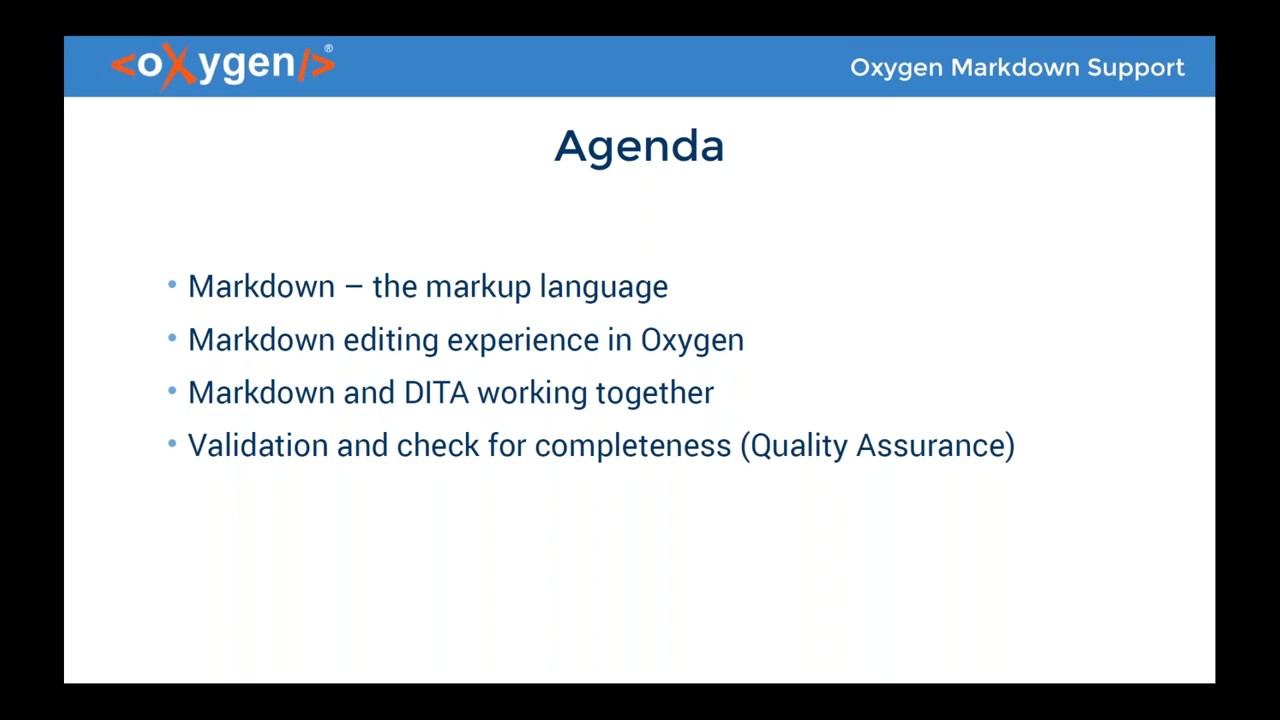 <oXygen/>®
Oxygen Markdown Support
Agenda
• Markdown – the markup language
• Markdown editing experience in Oxygen
• Markdown and DITA working together
• Validation and check for completeness (Quality Assurance)